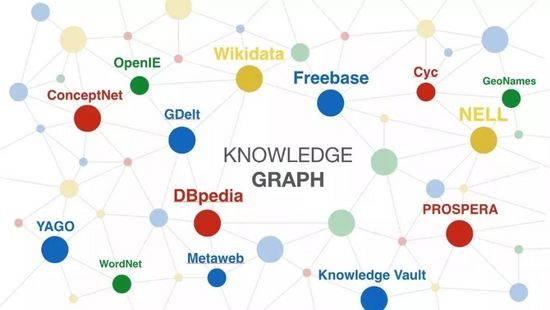 OpenIE
Wikidata
Freebase
Cyc
GeoNames
ConceptNet
GDelt
NELL
KNOWLEDGE
GRAPH
DBpedia
PROSPERA
YAGO
WordNet
Metaweb
Knowledge Vault